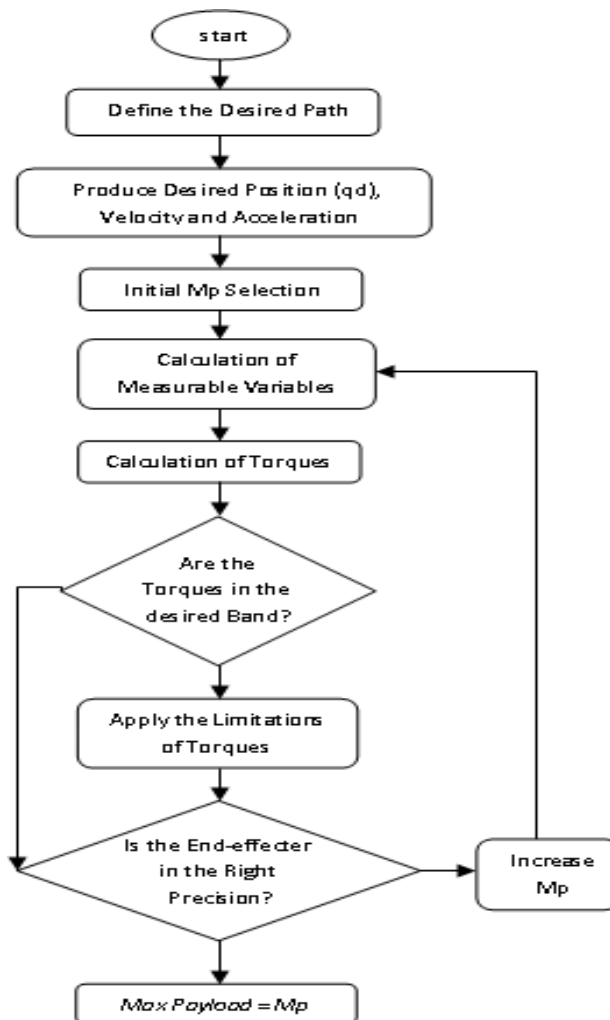 start
Define the Desired Path
Produce Desired Position (qd),
Velocity and Acceleration
Initial Mp Selection
Calculation of
Measurable Variables
Calculation of Torques
Are the
Torques in the
desired Band?
Apply the Limitations
of Torques
Is the End-effecter
in the Right
Precision?
Increase
Mp
Max Payload = Mp